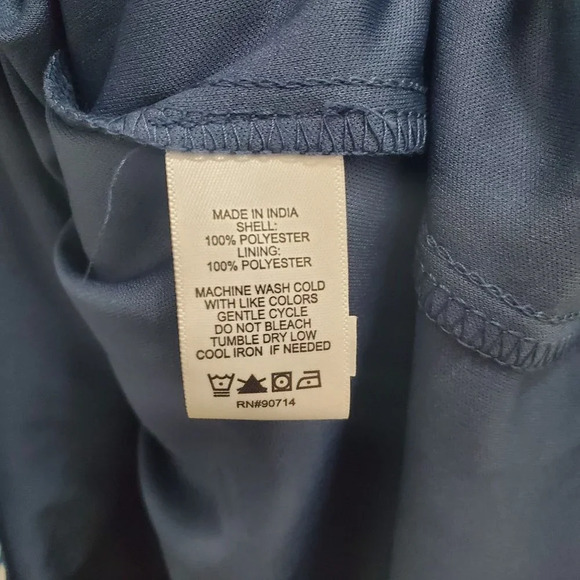 MADE IN INDIA
SHELL:
100% POLYESTER
LINING:
100% POLYESTER
MACHINE WASH COLD
WITH LIKE COLORS
GENTLE CYCLE
DO NOT BLEACH
TUMBLE DRY LOW
COOL IRON IF NEEDED
RN#90714